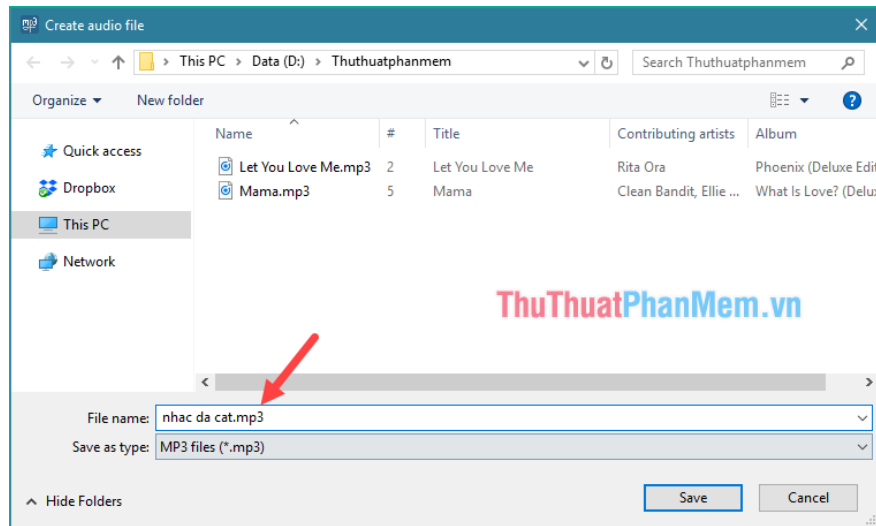 mp3 Create audio file
This PC > Data (D:) > Thuthuatphanmem
Search Thuthuatphanmem
Organize
New folder
?
Name # Title Contributing artists Album
Let You Love Me.mp3 2 Let You Love Me Rita Ora Phoenix (Deluxe Edit
Mama.mp3 5 Mama Clean Bandit, Ellie ... What Is Love? (Delu
Quick access
Dropbox
This PC
Network
ThuThuatPhanMem.vn
File name: nhac da cat.mp3
Save as type: MP3 files (*.mp3)
Hide Folders
Save
Cancel